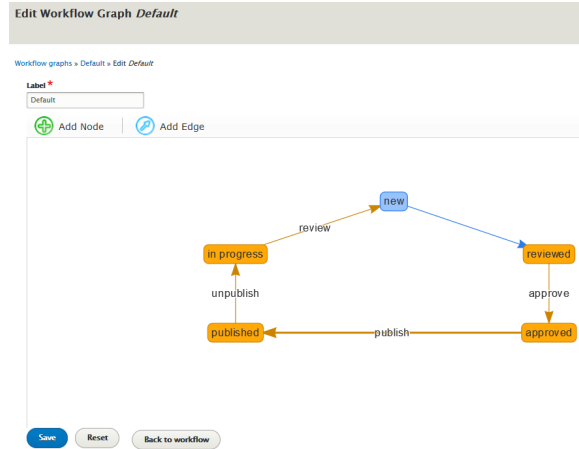 Edit Workflow Graph Default
Workflow graphs » Default » Edit Default
Label *
Default
Add Node Add Edge
new
review
in progress reviewed
unpublish approve
published publish approved
Save Reset Back to workflow